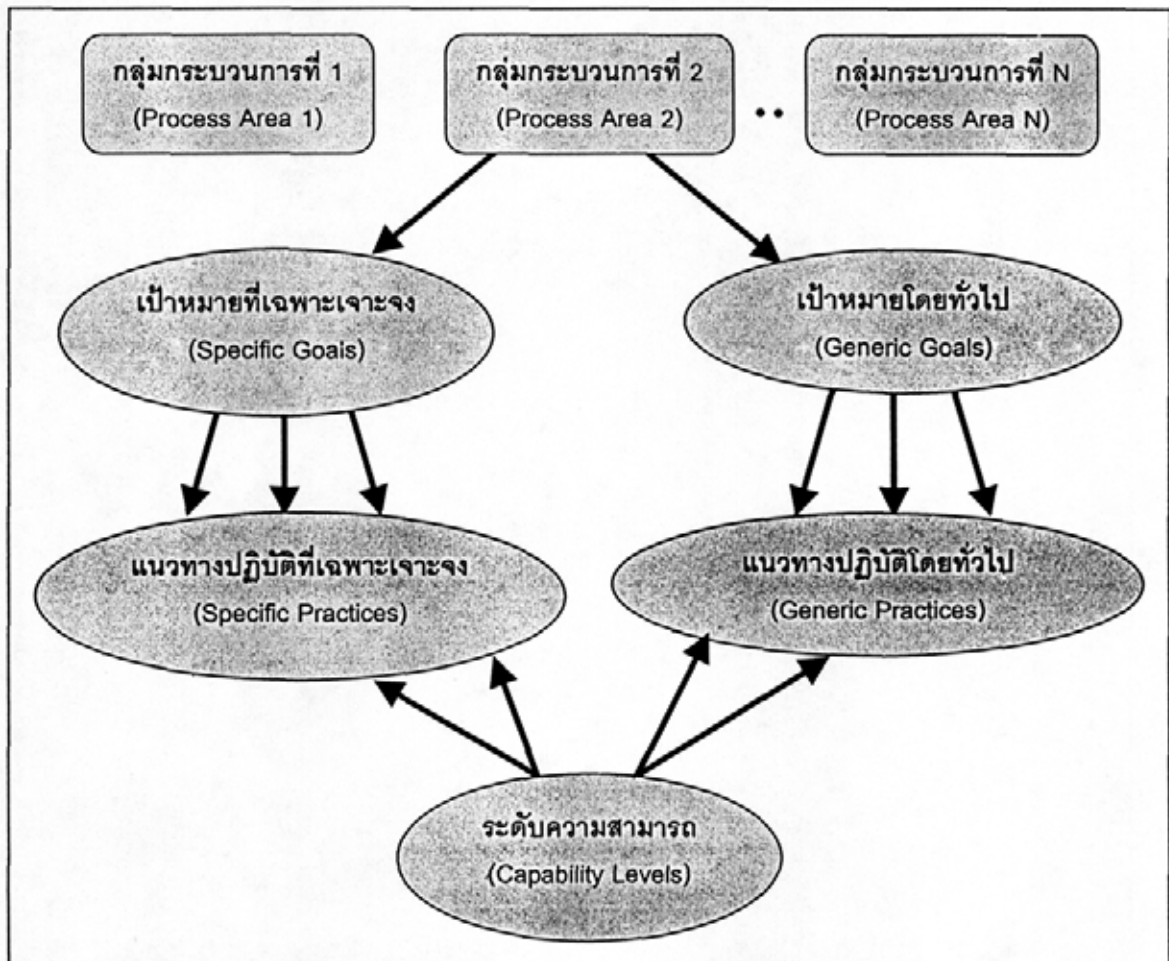 กลุ่มกระบวนการที่ 1
(Process Area 1)
กลุ่มกระบวนการที่ 2
(Process Area 2)
••
กลุ่มกระบวนการที่ N
(Process Area N)
เป้าหมายที่เฉพาะเจาะจง
(Specific Goals)
เป้าหมายโดยทั่วไป
(Generic Goals)
แนวทางปฏิบัติที่เฉพาะเจาะจง
(Specific Practices)
แนวทางปฏิบัติโดยทั่วไป
(Generic Practices)
ระดับความสามารถ
(Capability Levels)